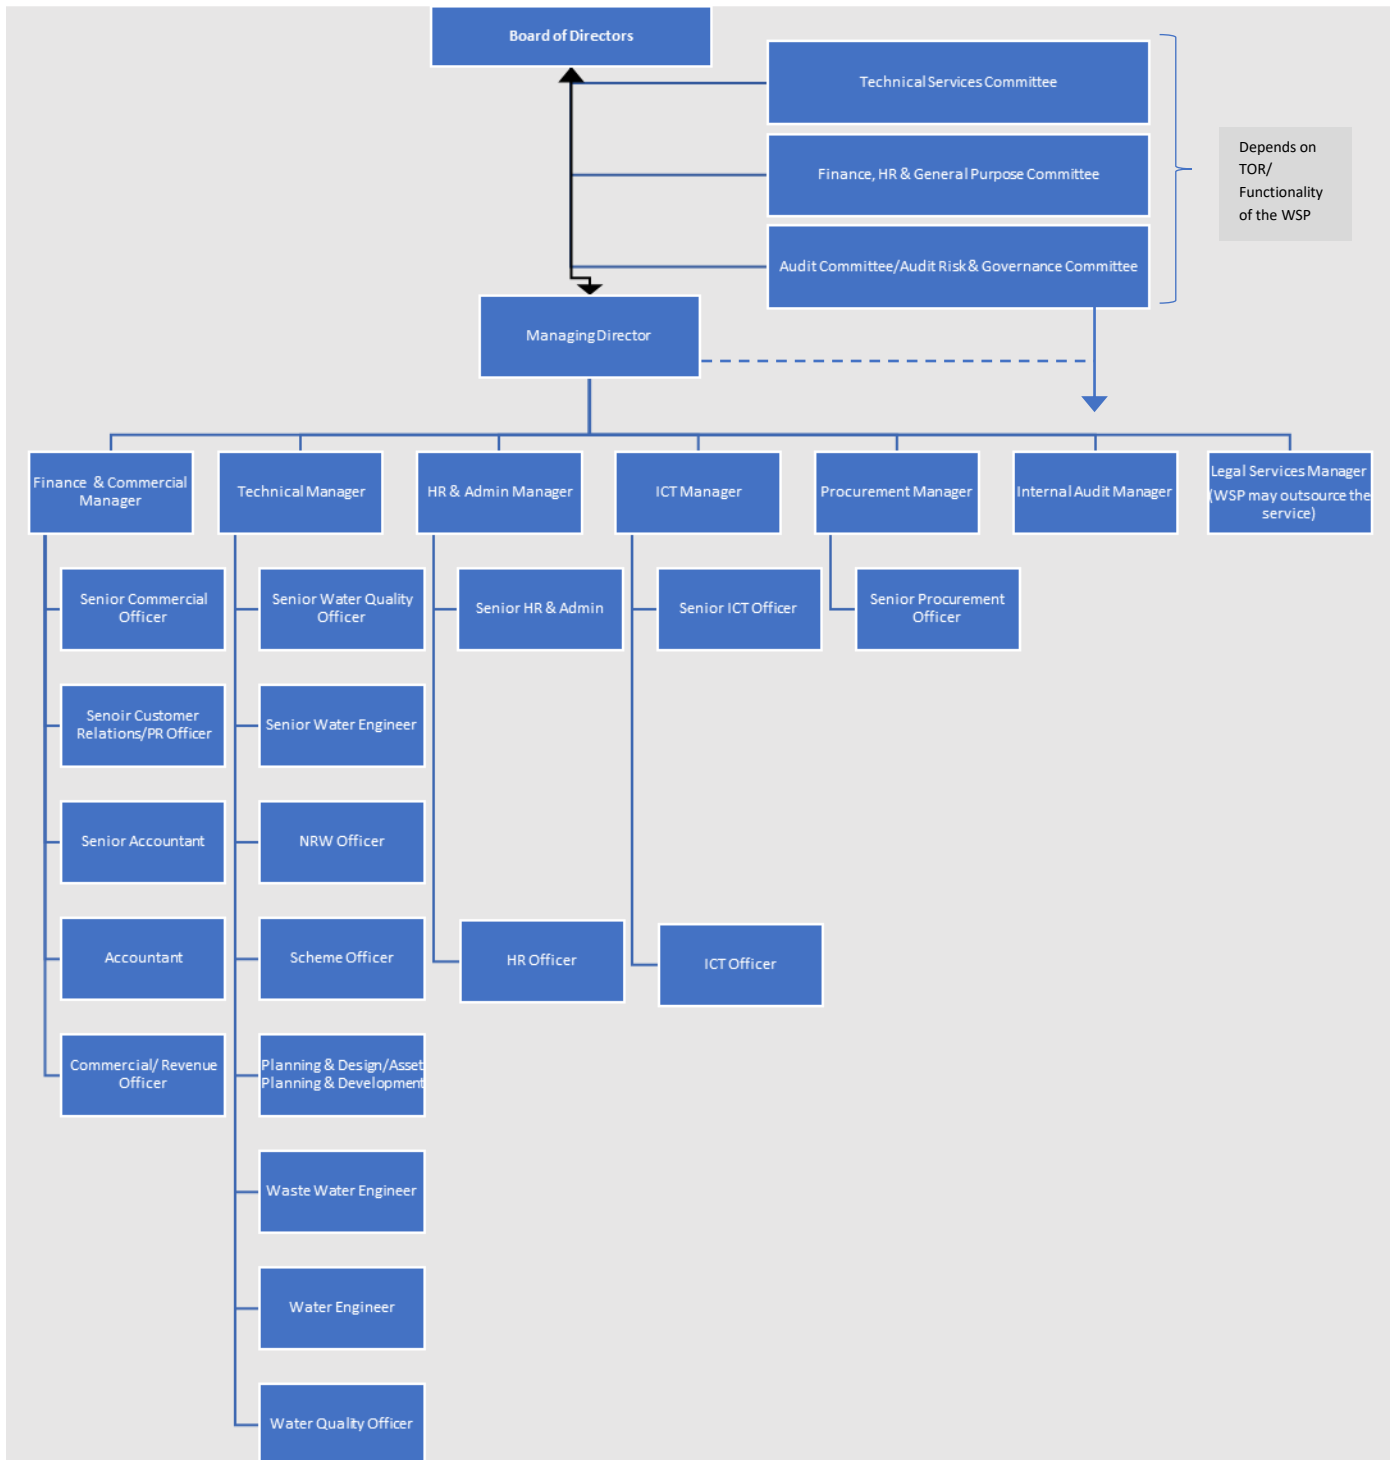 Board of Directors
Technical Services Committee
Finance, HR & General Purpose Committee
Audit Committee/Audit Risk & Governance Committee
Depends on
TOR/
Functionality
of the WSP
Managing Director
Finance & Commercial
Manager
Technical Manager
HR & Admin Manager
ICT Manager
Procurement Manager
Internal Audit Manager
Legal Services Manager
(WSP may outsource the
service)
Senior Commercial
Officer
Senior Water Quality
Officer
Senior HR & Admin
Senior ICT Officer
Senior Procurement
Officer
Senoir Customer
Relations/PR Officer
Senior Water Engineer
Senior Accountant
NRW Officer
Accountant
Scheme Officer
HR Officer
ICT Officer
Commercial/ Revenue
Officer
Planning & Design/Asset
Planning & Development
Waste Water Engineer
Water Engineer
Water Quality Officer